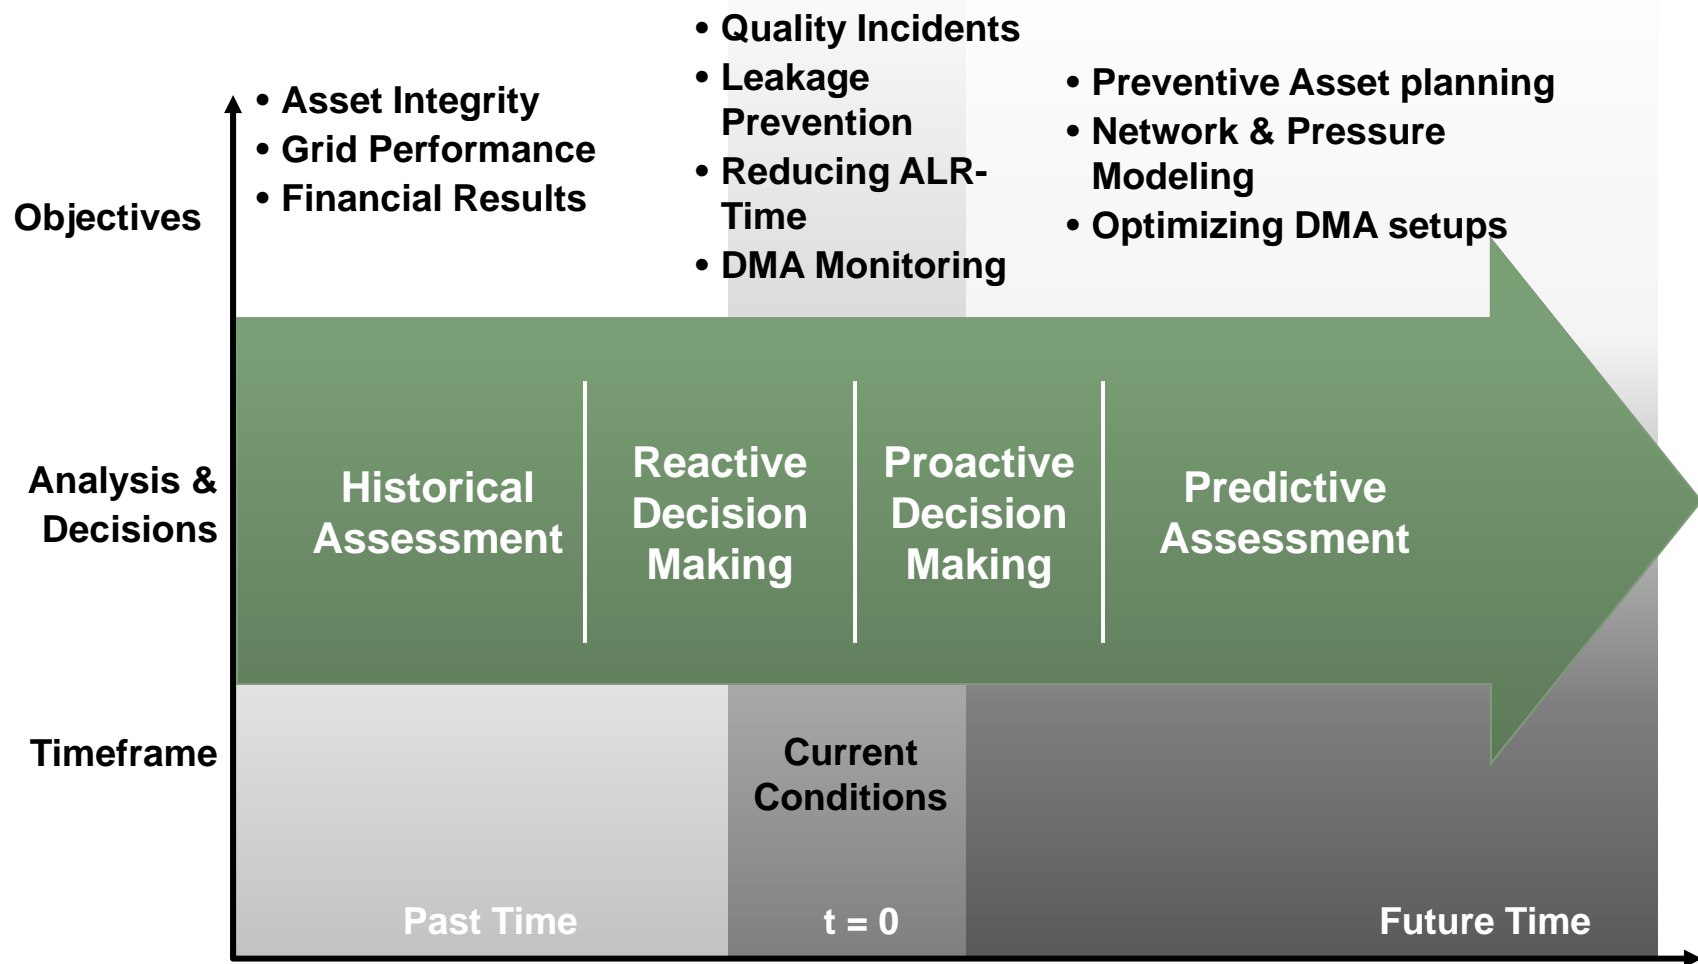 • Quality Incidents
• Leakage
Prevention
• Reducing ALR-
Time
• DMA Monitoring
• Asset Integrity
• Grid Performance
• Financial Results
• Preventive Asset planning
• Network & Pressure
Modeling
• Optimizing DMA setups
Objectives
Analysis &
Decisions
Historical
Assessment
Reactive
Decision
Making
Proactive
Decision
Making
Predictive
Assessment
Timeframe
Current
Conditions
Past Time
t = 0
Future Time